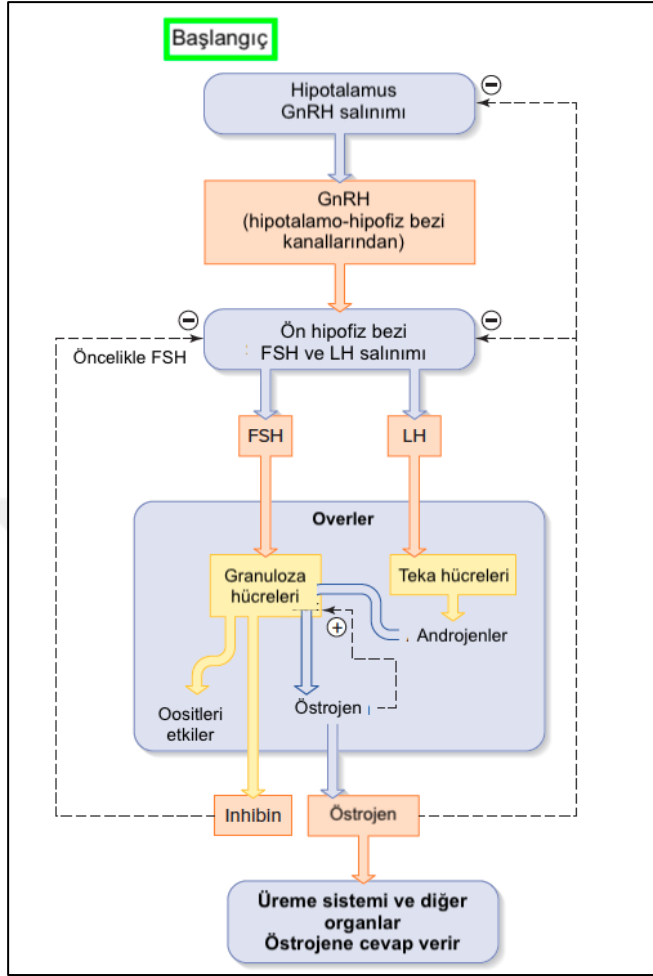 Başlangıç
Hipotalamus
GnRH salınımı
GnRH
(hipotalamo-hipofiz bezi
kanallarından)
Ön hipofiz bezi
FSH ve LH salınımı
Öncelikle FSH
FSH
LH
Overler
Granuloza
hücreleri
Teka hücreleri
Androjenler
Östrojen
Oositleri
etkiler
Inhibin
Östrojen
Üreme sistemi ve diğer
organlar
Östrojene cevap verir